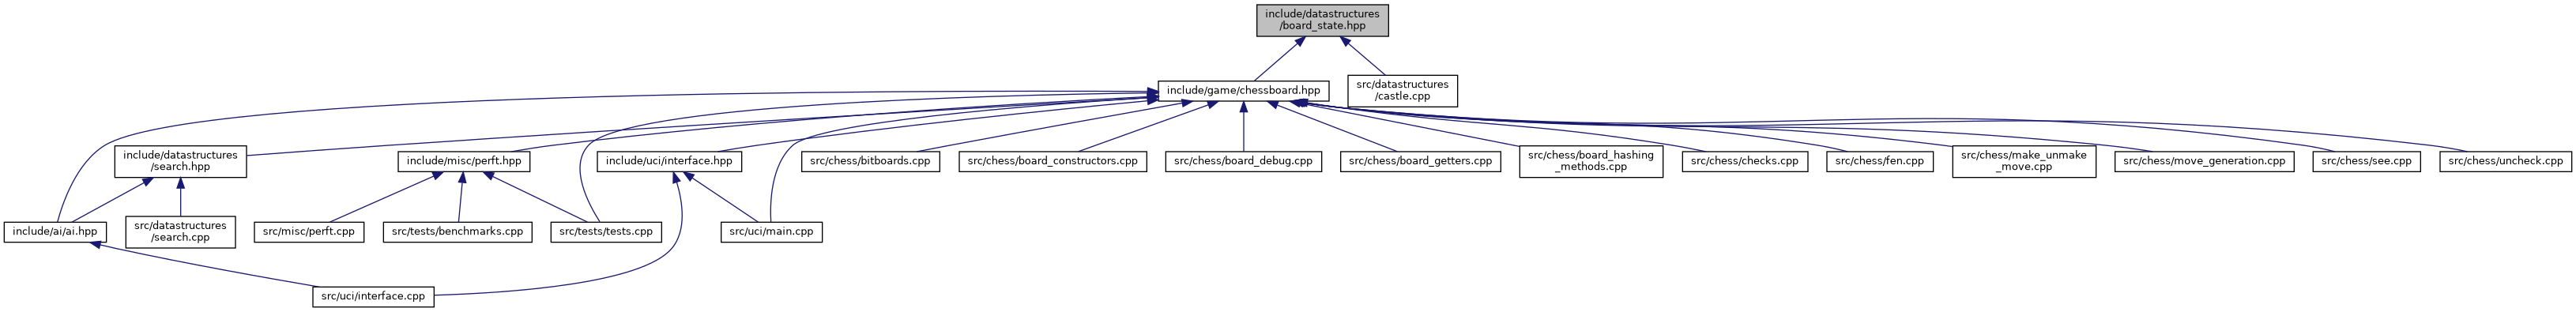 include/datastructures
/board_state.hpp
include/game/chessboard.hpp
src/datastructures
/castle.cpp
include/datastructures
/search.hpp
include/misc/perft.hpp
include/uci/interface.hpp
src/chess/bitboards.cpp
src/chess/board_constructors.cpp
src/chess/board_debug.cpp
src/chess/board_getters.cpp
src/chess/board_hashing
_methods.cpp
src/chess/checks.cpp
src/chess/fen.cpp
src/chess/make_unmake
_move.cpp
src/chess/move_generation.cpp
src/chess/see.cpp
src/chess/uncheck.cpp
include/ai/ai.hpp
src/datastructures
/search.cpp
src/misc/perft.cpp
src/tests/benchmarks.cpp
src/tests/tests.cpp
src/uci/main.cpp
src/uci/interface.cpp